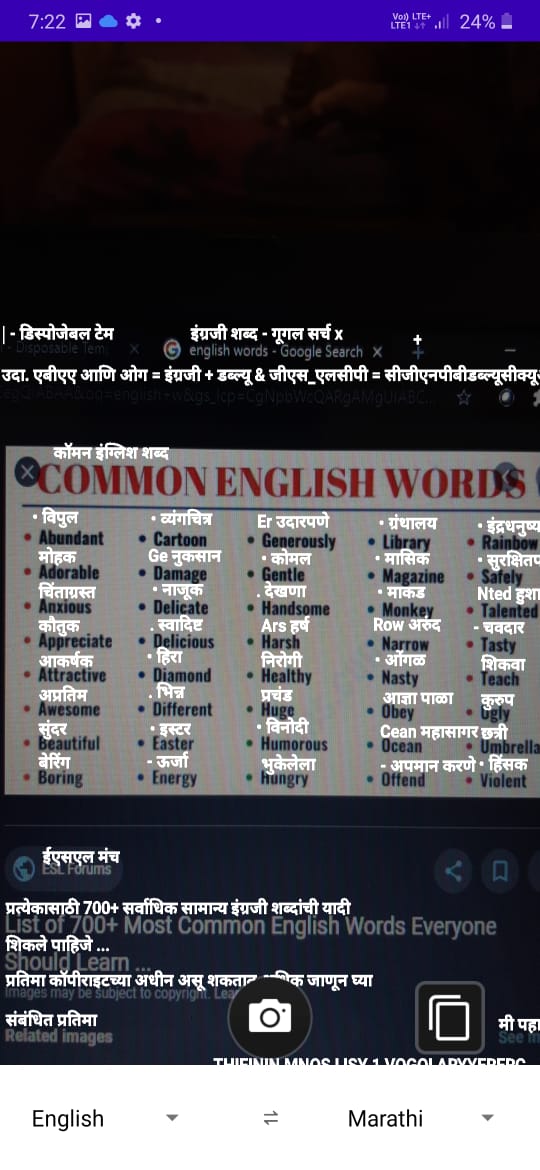 7:22
Vo)) LTE+
LTE1
24%
| - डिस्पोजेबल टेम
इंग्रजी शब्द - गूगल सर्च x
+
- Disposable Tem
english words - Google Search ×
उदा. एबीएए आणि ओग = इंग्रजी + डब्ल्यू & जीएस_एलसीपी = सीजीएनपीबीडब्ल्यूसीक्यू
कॉमन इंग्लिश शब्द
COMMON ENGLISH WORDS
• विपुल • व्यंगचित्र Er उदारपणे • ग्रंथालय • इंद्रधनुष्य
• Abundant • Cartoon • Generously • Library • Rainbow
मोहक Ge नुकसान • कोमल • मासिक • सुरक्षितप
• Adorable • Damage • Gentle • Magazine • Safely
चिंताग्रस्त • नाजूक . देखणा • माकड Nted हुशा
• Anxious • Delicate • Handsome • Monkey • Talented
कौतुक . स्वादिष्ट Ars हर्ष Row अरुंद - चवदार
• Appreciate • Delicious • Harsh • Narrow • Tasty
आकर्षक • हिरा निरोगी • ओंगळ शिकवा
• Attractive • Diamond • Healthy • Nasty • Teach
अप्रतिम . भिन्न प्रचंड आज्ञा पाळा कुरुप
• Awesome • Different • Huge • Obey • Ugly
सुंदर • इस्टर • विनोदी Cean महासागर छत्री
• Beautiful • Easter • Humorous • Ocean • Umbrella
बेरिंग - ऊर्जा भुकेलेला - अपमान करणे • हिंसक
• Boring • Energy • hungry • Offend • Violent
ईएसएल मंच
ESL Forums
प्रत्येकासाठी 700+ सर्वाधिक सामान्य इंग्रजी शब्दांची यादी
List of 700+ Most Common English Words Everyone
शिकले पाहिजे ...
Should Learn ...
प्रतिमा कॉपीराइटच्या अधीन असू शकतात जाणून घ्या
Images may be subject to copyright. Lea
संबंधित प्रतिमा
मी पहा
Related images
See m
English
Marathi